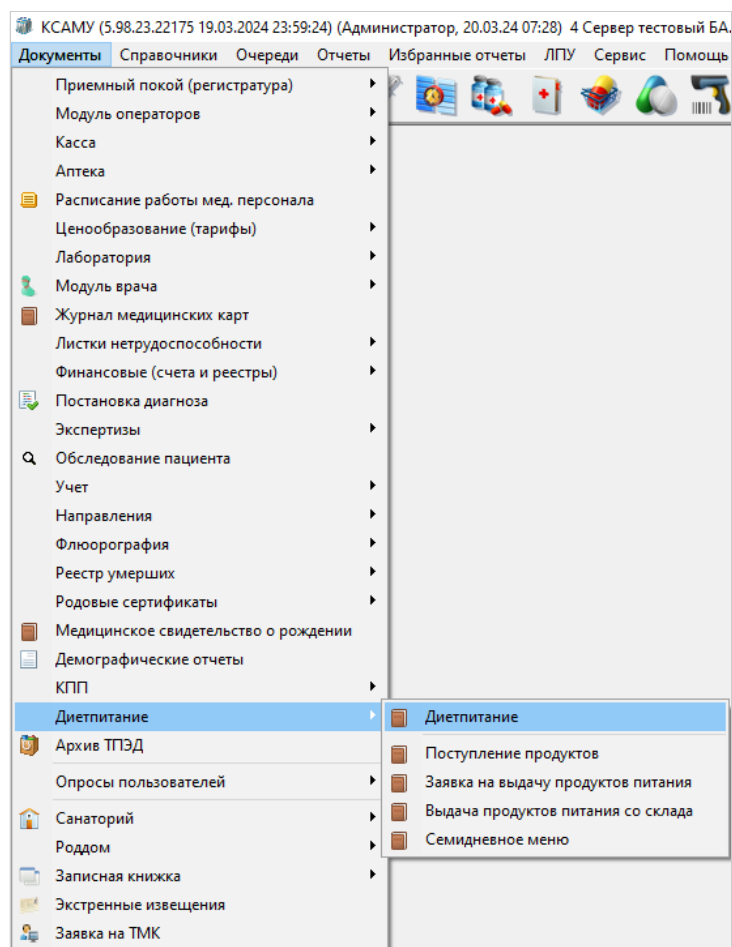 КСАМУ (5.98.23.22175 19.03.2024 23:59:24) (Администратор, 20.03.24 07:28) 4 Сервер тестовый БА.
Документы Справочники Очереди Отчеты Избранные отчеты ЛПУ Сервис Помощь
Приемный покой (регистратура)
Модуль операторов
Касса
Аптека
Расписание работы мед. персонала
Ценообразование (тарифы)
Лаборатория
Модуль врача
Журнал медицинских карт
Листки нетрудоспособности
Финансовые (счета и реестры)
Постановка диагноза
Экспертизы
Обследование пациента
Учет
Направления
Флюорография
Реестр умерших
Родовые сертификаты
Медицинское свидетельство о рождении
Демографические отчеты
КПП
Диетпитание
Архив ТПЭД
Опросы пользователей
Санаторий
Роддом
Записная книжка
Экстренные извещения
Заявка на ТМК
Диетпитание
Поступление продуктов
Заявка на выдачу продуктов питания
Выдача продуктов питания со склада
Семидневное меню